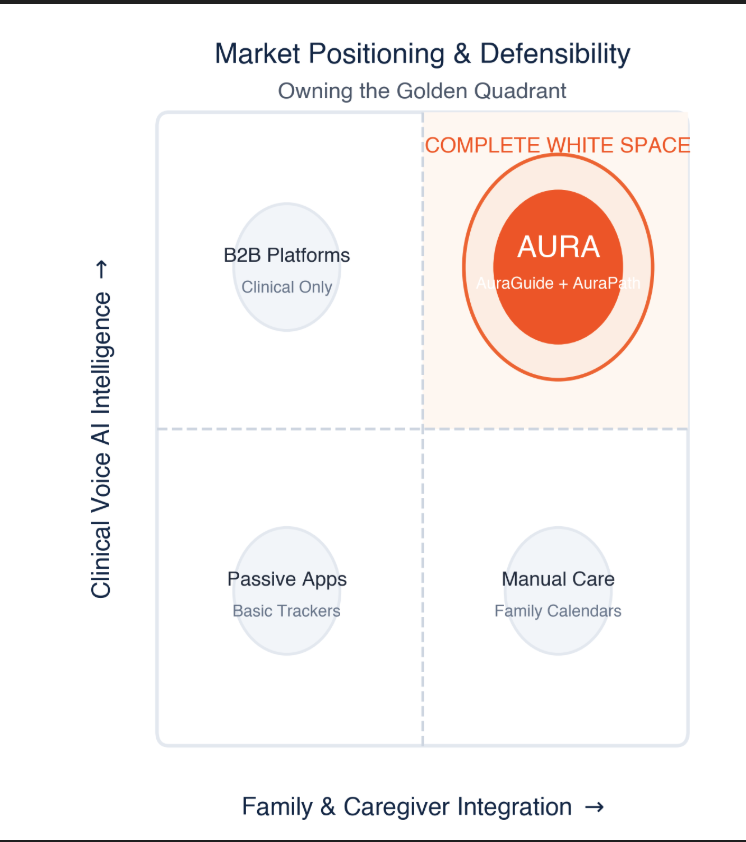 Market Positioning & Defensibility
Owning the Golden Quadrant
COMPLETE WHITE SPACE
AURA
AuraGuide + AuraPath
B2B Platforms
Clinical Only
Clinical Voice AI Intelligence →
Passive Apps
Basic Trackers
Manual Care
Family Calendars
Family & Caregiver Integration →